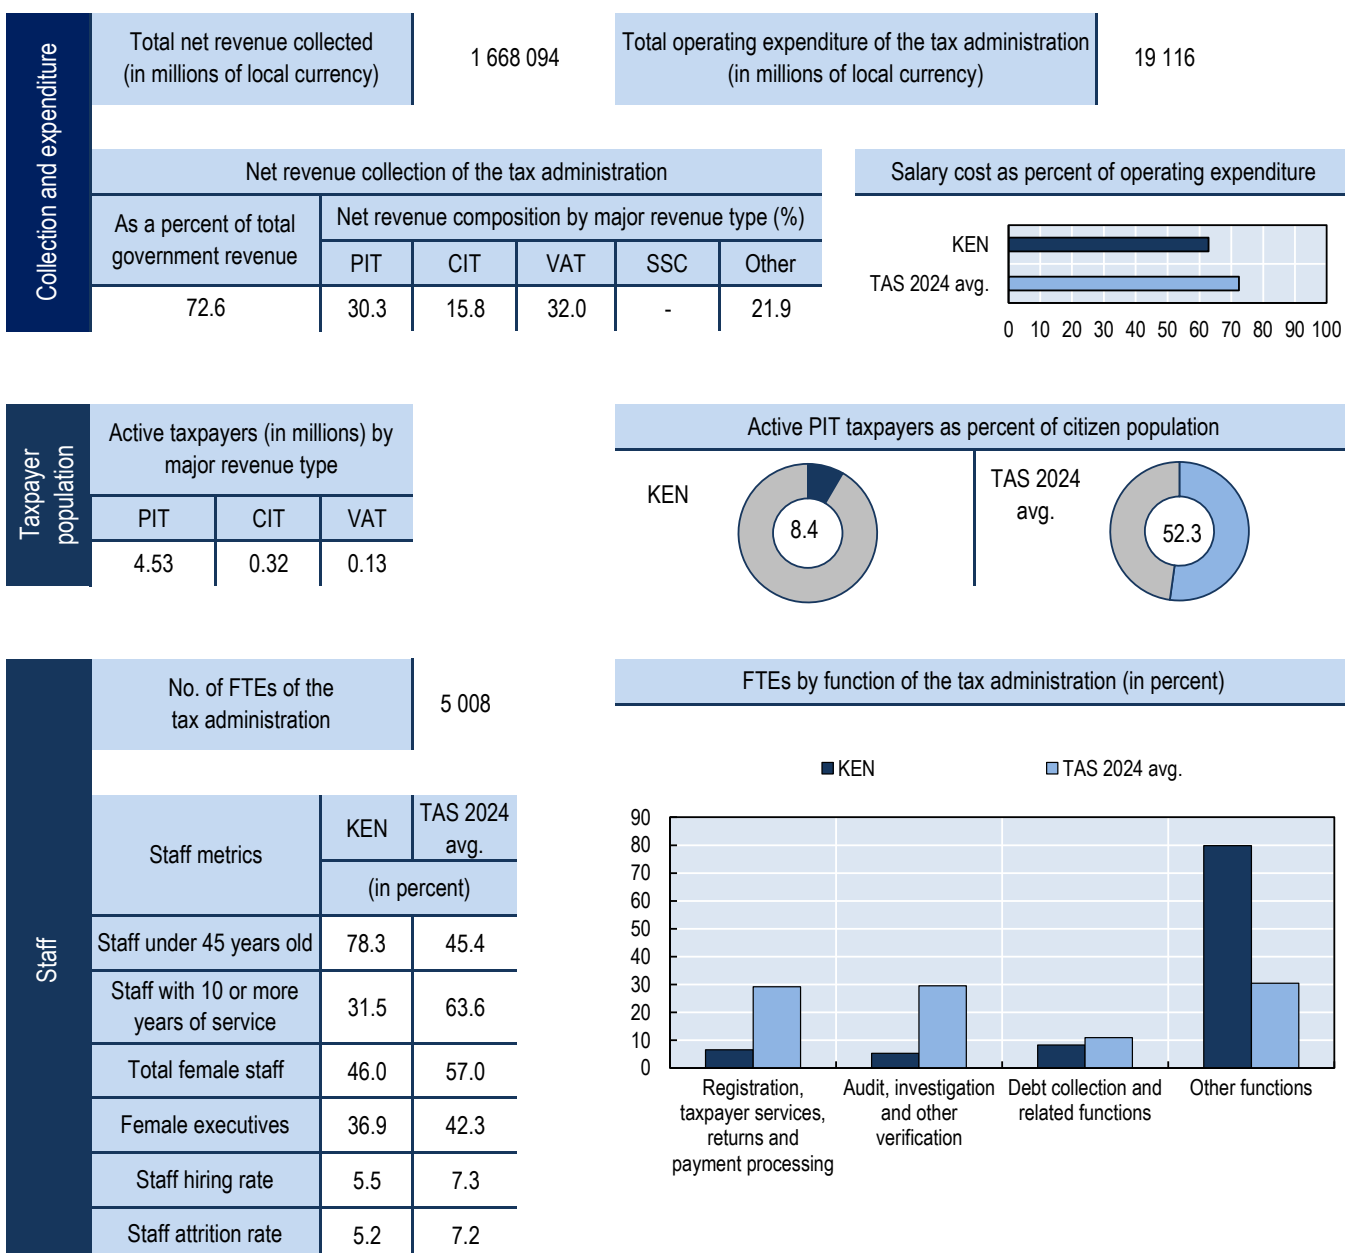 Collection and expenditure
Total net revenue collected
(in millions of local currency)
1 668 094
Total operating expenditure of the tax administration
(in millions of local currency)
19 116
Net revenue collection of the tax administration
As a percent of total
government revenue
Net revenue composition by major revenue type (%)
PIT CIT VAT SSC Other
72.6 30.3 15.8 32.0 - 21.9
Salary cost as percent of operating expenditure
KEN
TAS 2024 avg.
0 10 20 30 40 50 60 70 80 90 100
Taxpayer
population
Active taxpayers (in millions) by
major revenue type
PIT CIT VAT
4.53 0.32 0.13
Active PIT taxpayers as percent of citizen population
KEN
8.4
TAS 2024
avg.
52.3
Staff
No. of FTEs of the
tax administration
5 008
Staff metrics
KEN
TAS 2024
avg.
(in percent)
Staff under 45 years old 78.3 45.4
Staff with 10 or more
years of service
31.5 63.6
Total female staff 46.0 57.0
Female executives 36.9 42.3
Staff hiring rate 5.5 7.3
Staff attrition rate 5.2 7.2
FTEs by function of the tax administration (in percent)
KEN
TAS 2024 avg.
90
80
70
60
50
40
30
20
10
0
Registration,
taxpayer services,
returns and
payment processing
Audit, investigation
and other
verification
Debt collection and
related functions
Other functions